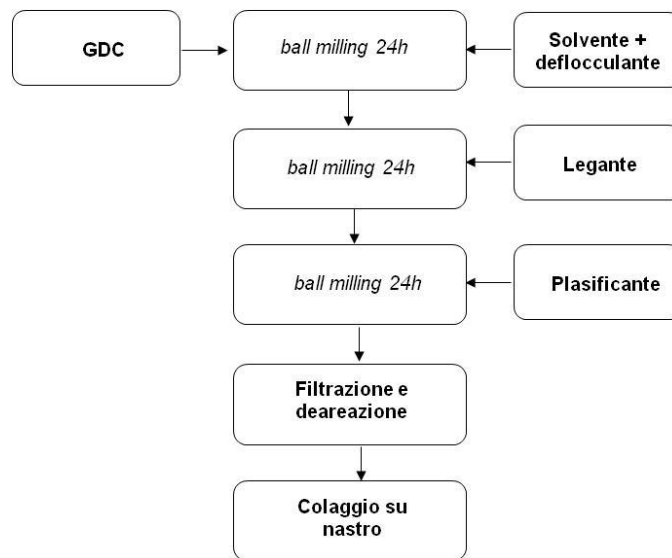 GDC
ball milling 24h
Solvente +
deflocculante
ball milling 24h
Legante
ball milling 24h
Plasificante
Filtrazione e
deareazione
Colaggio su
nastro